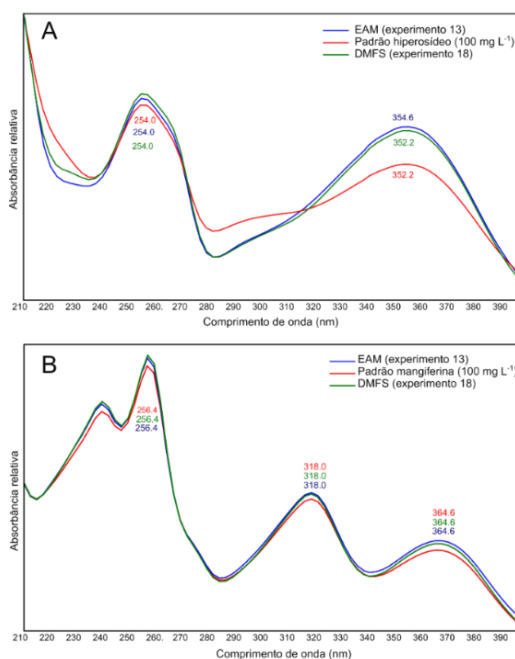 A
EAM (experimento 13)
Padrão hiperosídeo (100 mg L⁻¹)
DMFS (experimento 18)
Absorbância relativa
254.0
254.0
254.0
354.6
352.2
352.2
210 220 230 240 250 260 270 280 290 300 310 320 330 340 350 360 370 380 390
Comprimento de onda (nm)
B
EAM (experimento 13)
Padrão mangiferina (100 mg L⁻¹)
DMFS (experimento 18)
Absorbância relativa
256.4
256.4
256.4
318.0
318.0
318.0
364.6
364.6
364.6
210 220 230 240 250 260. 270. 280 290 300 310 320 330 340 350 360 370 380 390
Comprimento de onda (nm)